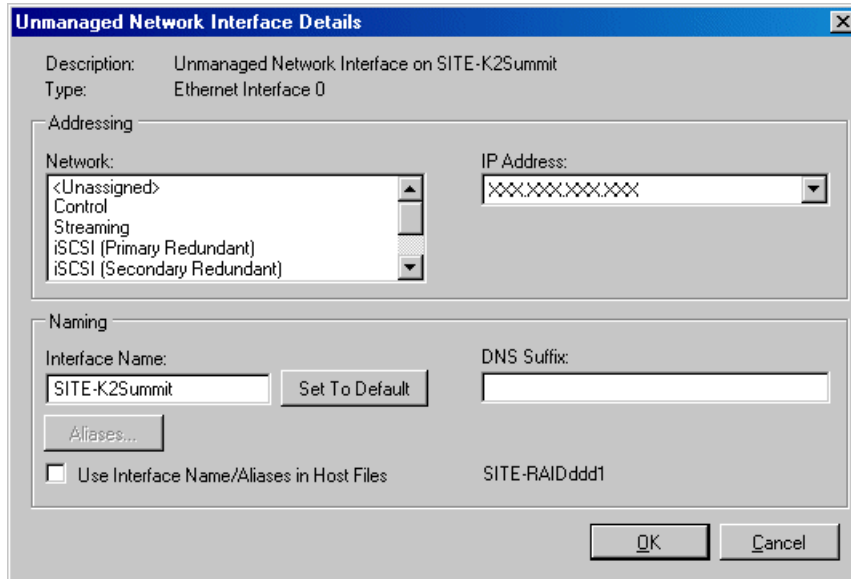 Unmanaged Network Interface Details
Description: Unmanaged Network Interface on SITE-K2Summit
Type: Ethernet Interface 0
Addressing
Network:
<Unassigned>
Control
Streaming
iSCSI (Primary Redundant)
iSCSI (Secondary Redundant)
IP Address:
XXX.XXX.XXX.XXX
Naming
Interface Name:
SITE-K2Summit
Set To Default
DNS Suffix:
Aliases...
Use Interface Name/Aliases in Host Files
SITE-RAIDddd1
OK
Cancel